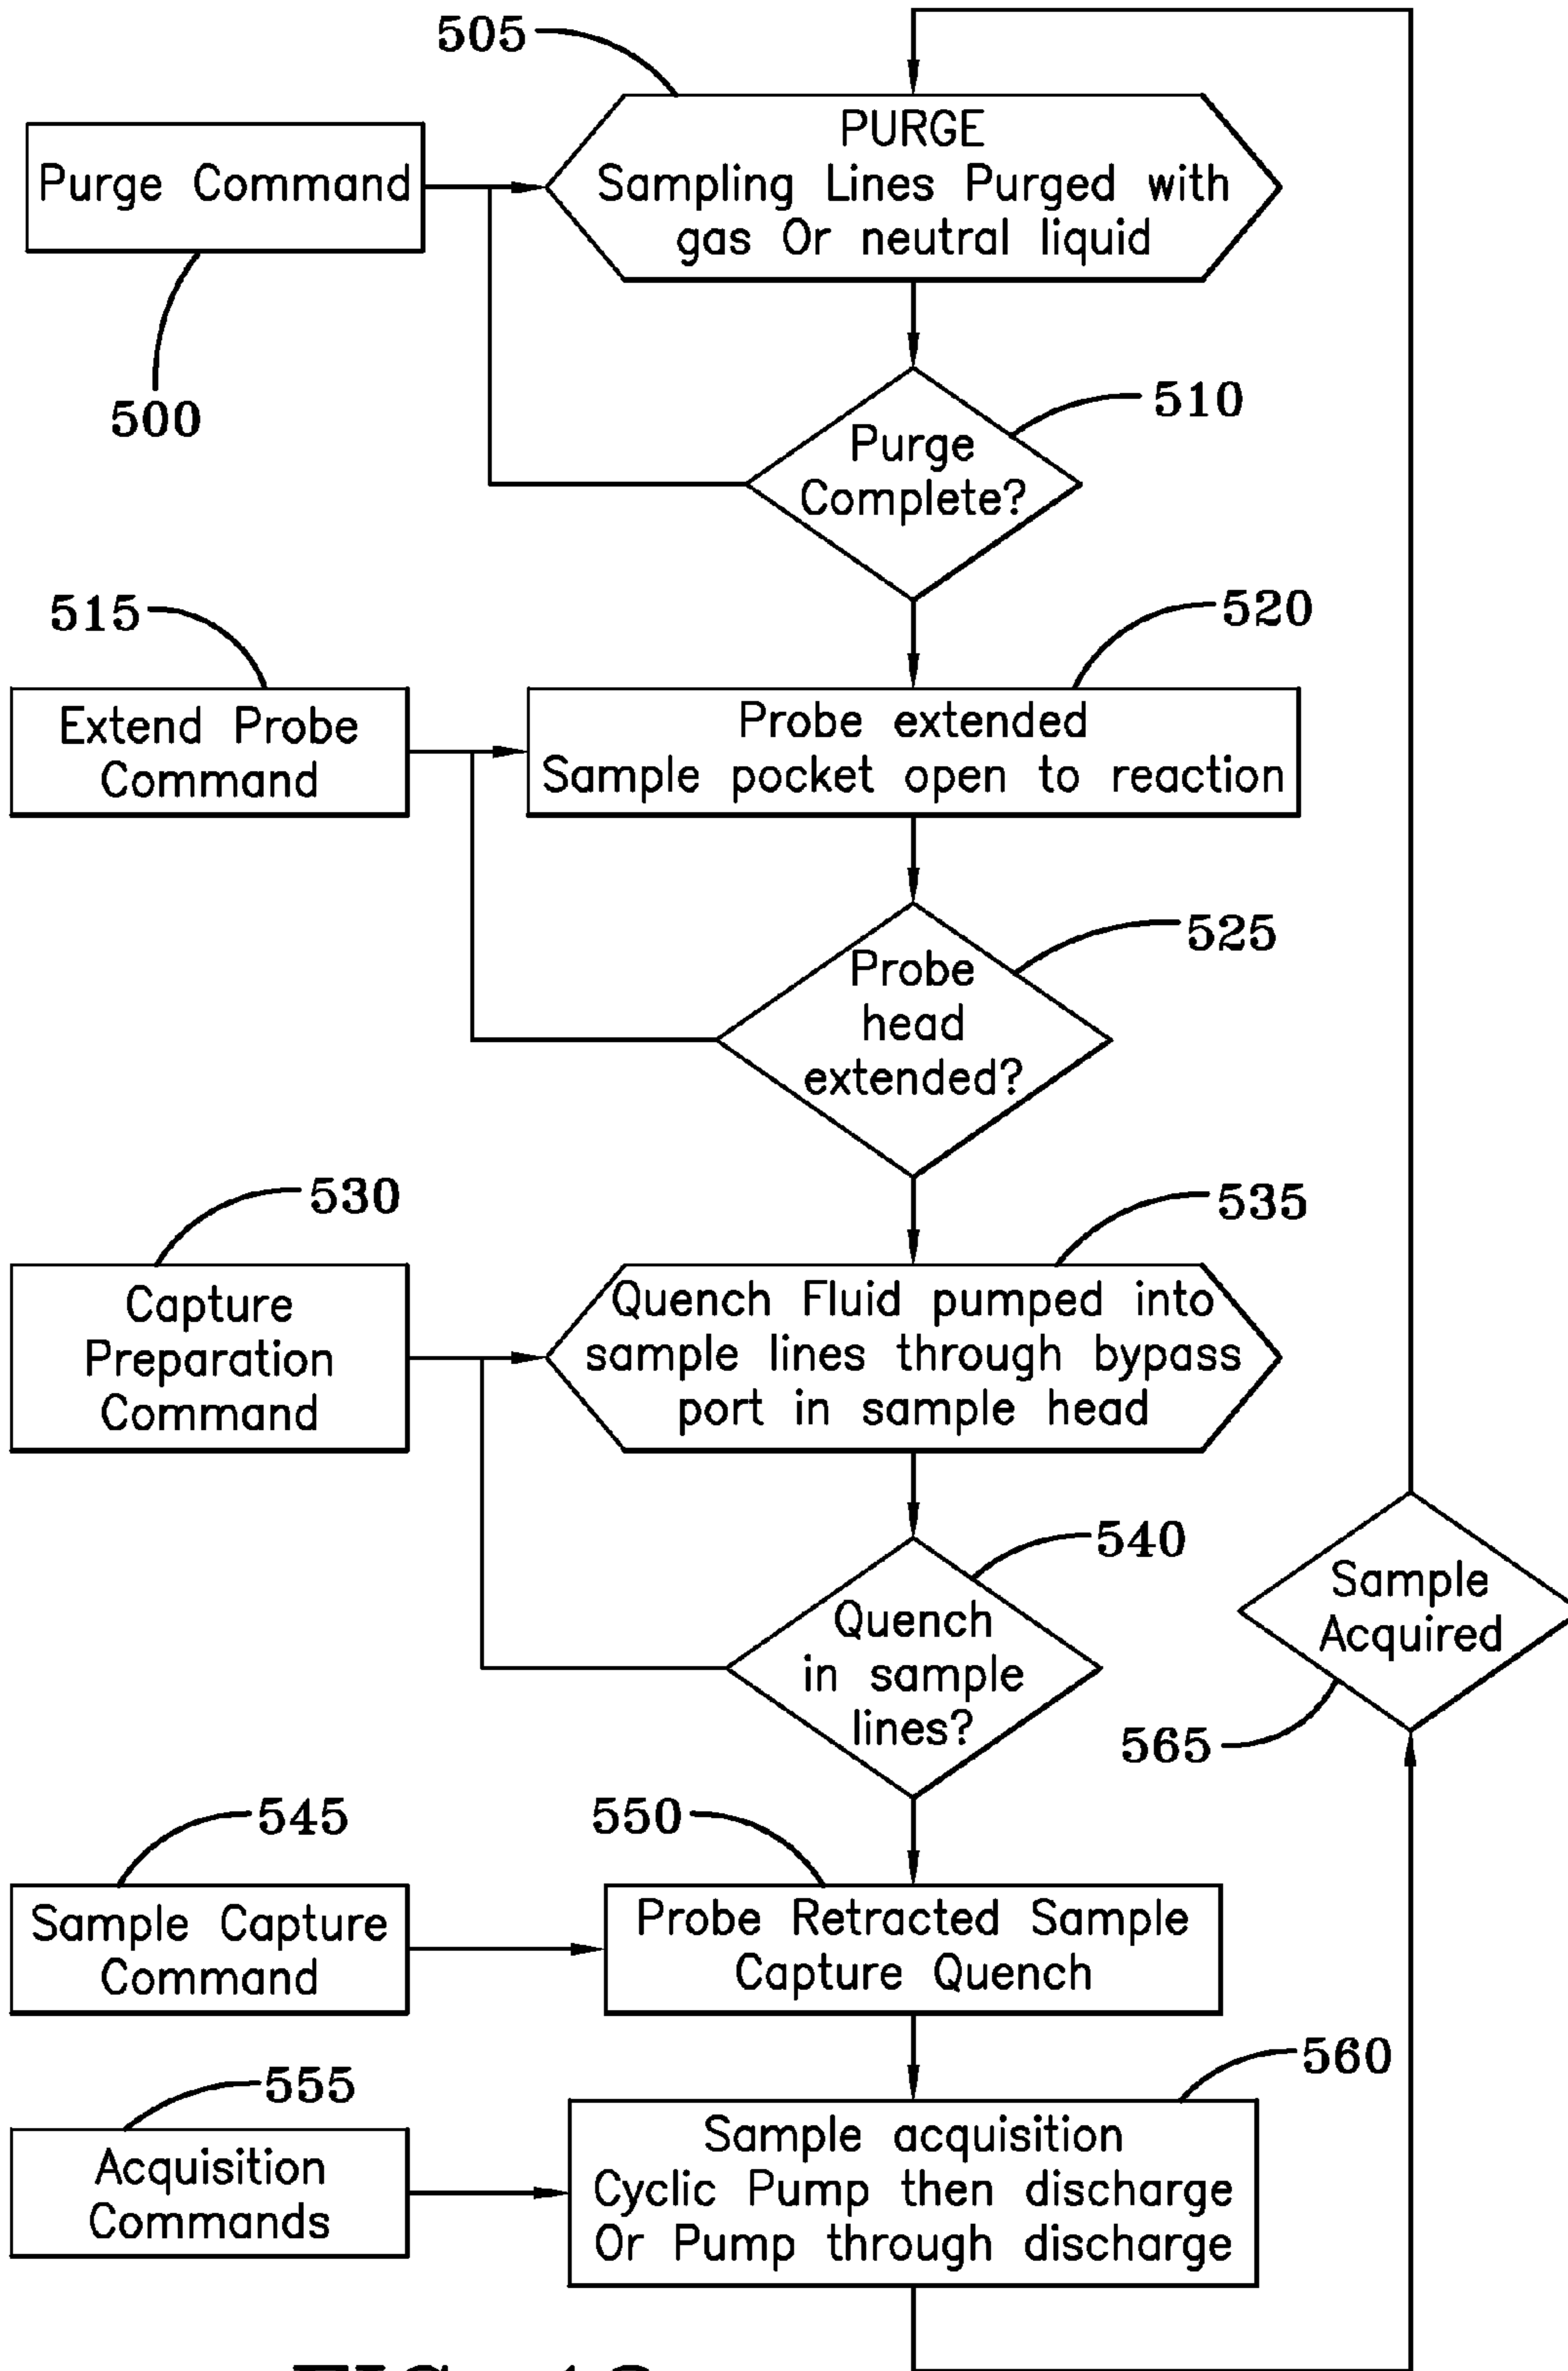 505
PURGE
Sampling Lines Purged with
gas Or neutral liquid
Purge Command
500
510
Purge
Complete?
515
520
Extend Probe
Command
Probe extended
Sample pocket open to reaction
525
Probe
head
extended?
530
535
Capture
Preparation
Command
Quench Fluid pumped into
sample lines through bypass
port in sample head
540
Quench
in sample
lines?
Sample
Acquired
565
545
550
Sample Capture
Command
Probe Retracted Sample
Capture Quench
555
560
Acquisition
Commands
Sample acquisition
Cyclic Pump then discharge
Or Pump through discharge